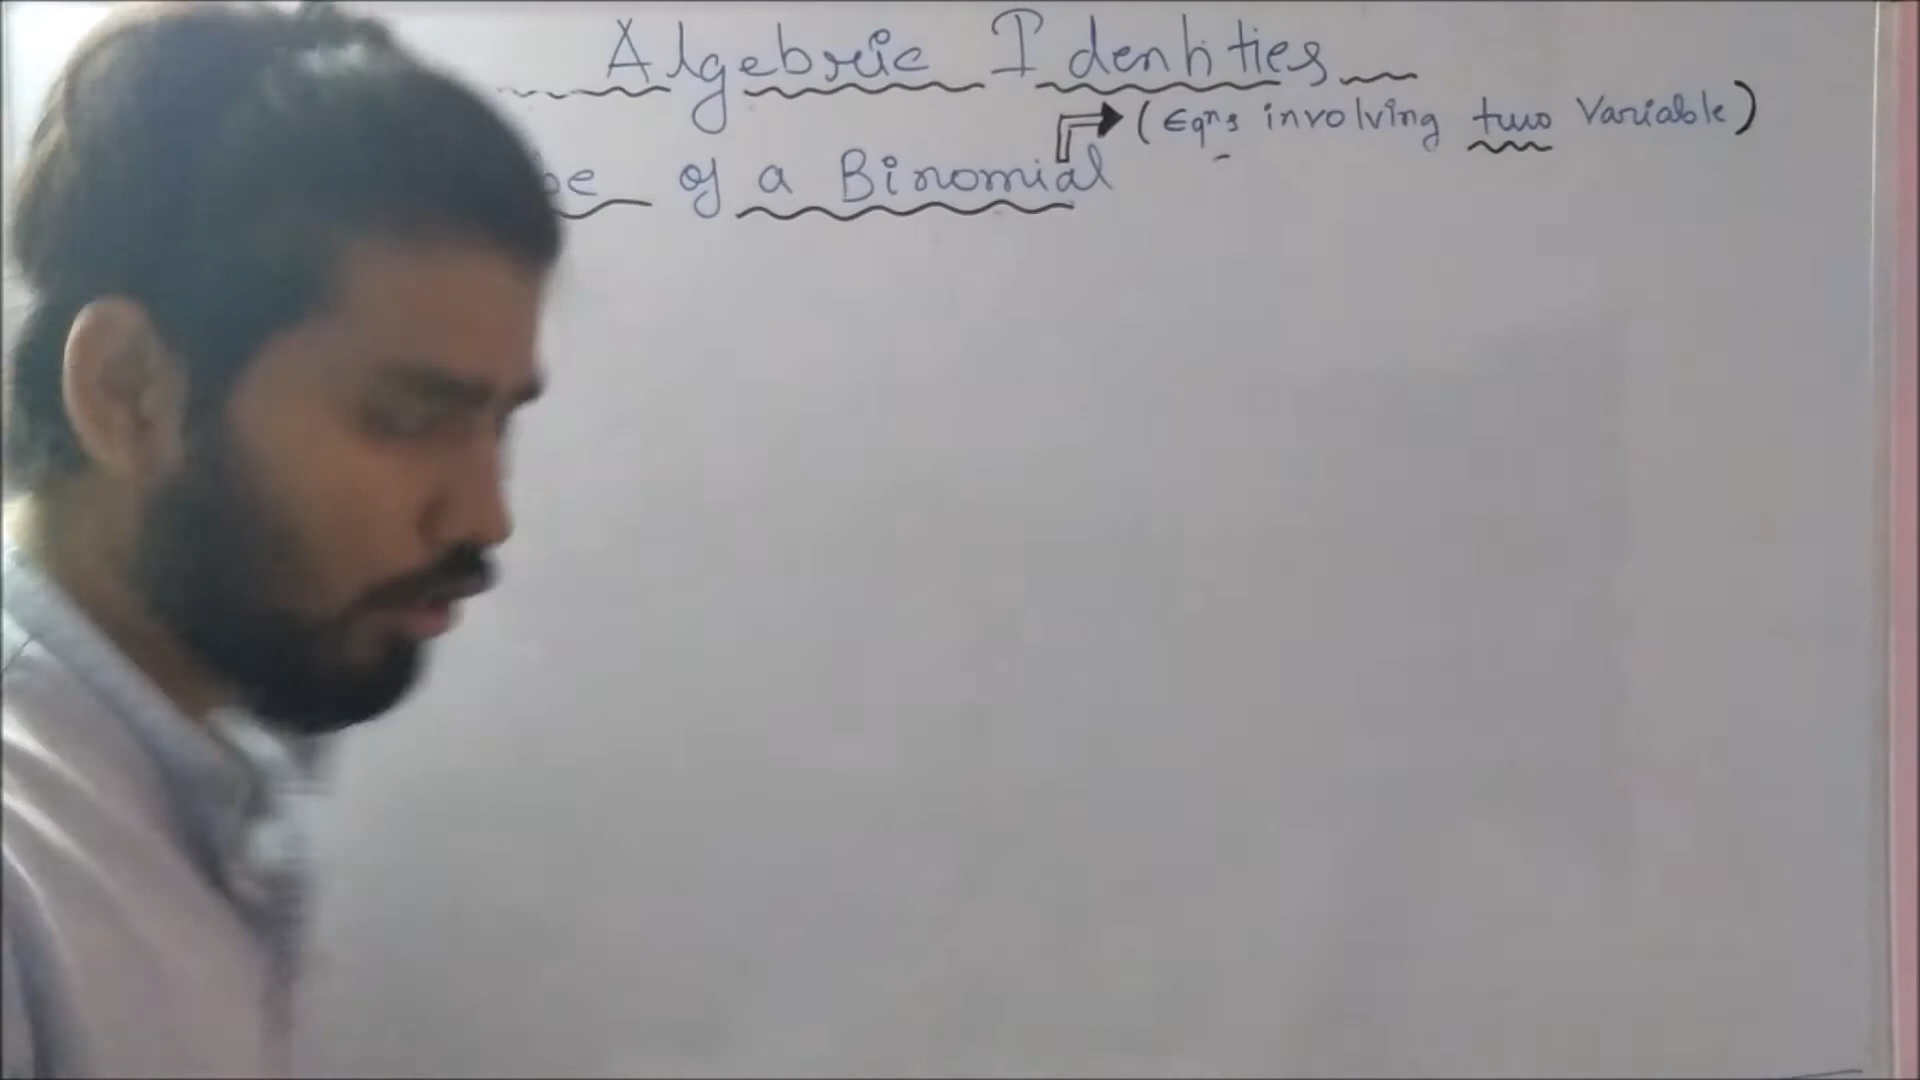 Algebric Identities
(Eqns involving two Variable)
of a Binomial